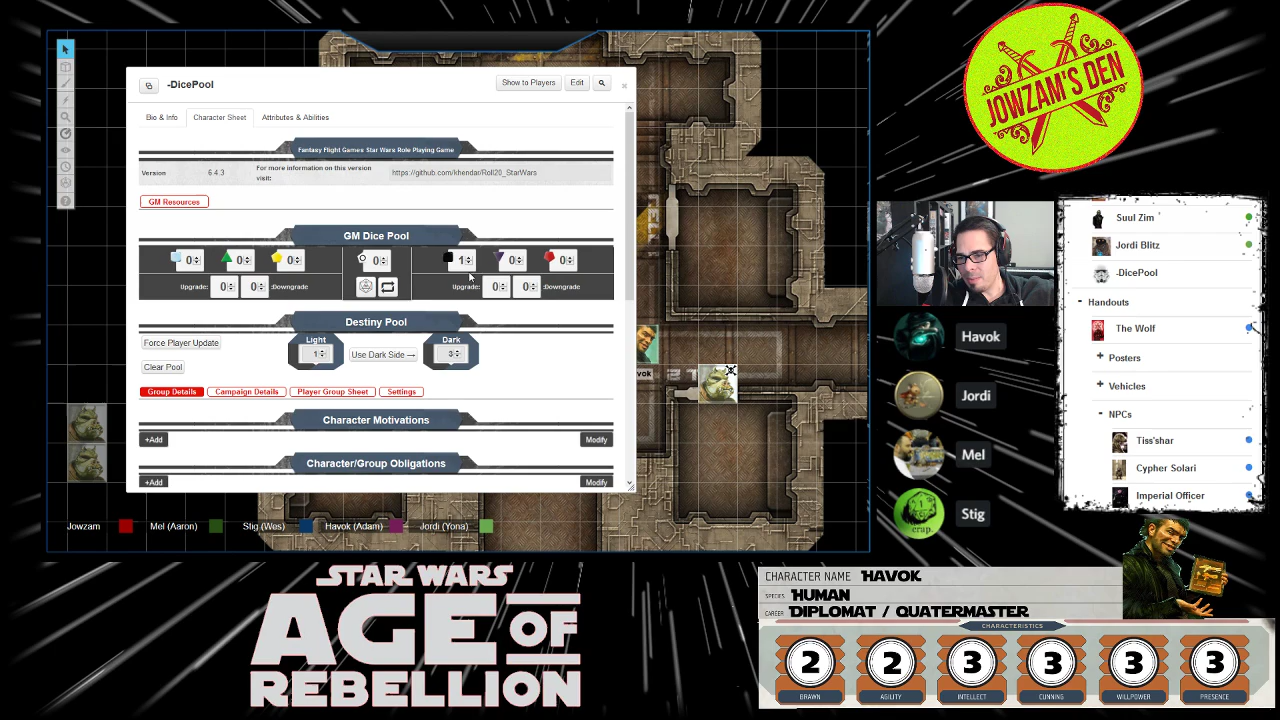 -DicePool
Show to Players
Edit
Bio & Info
Character Sheet
Attributes & Abilities
Fantasy Flight Games Star Wars Role Playing Game
Version
6.4.3
For more information on this version visit:
https://github.com/khendar/Roll20_StarWars
GM Resources
GM Dice Pool
0
0
0
0
1
0
0
Upgrade:
0
0
:Downgrade
Upgrade:
0
0
:Downgrade
Destiny Pool
Force Player Update
Light
Dark
1
Use Dark Side →
3
Clear Pool
Group Details
Campaign Details
Player Group Sheet
Settings
Character Motivations
+Add
Modify
Character/Group Obligations
+Add
Modify
Jowzam
Mel (Aaron)
Stig (Wes)
Havok (Adam)
Jordi (Yona)
JOWZAM'S DEN
Suul Zim
Jordi Blitz
-DicePool
Handouts
The Wolf
Posters
Vehicles
NPCs
Tiss'shar
Cypher Solari
Imperial Officer
Havok
Jordi
Mel
Stig
crap.
STAR WARS
AGE OF
REBELLION
CHARACTER NAME HAVOK
SPECIES HUMAN
CAREER DIPLOMAT / QUATERMASTER
CHARACTERISTICS
2
2
3
3
3
3
BRAWN
AGILITY
INTELLECT
CUNNING
WILLPOWER
PRESENCE